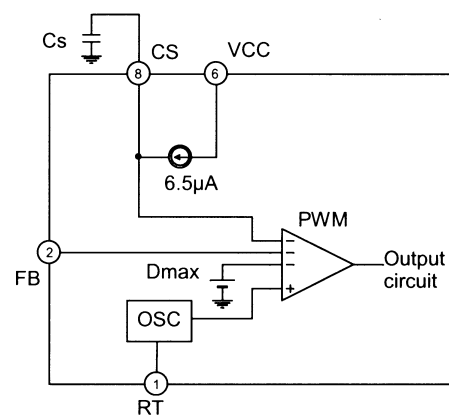 Cs
CS
VCC
8
6
6.5µA
PWM
2
FB
Dmax
Output
circuit
OSC
1
RT